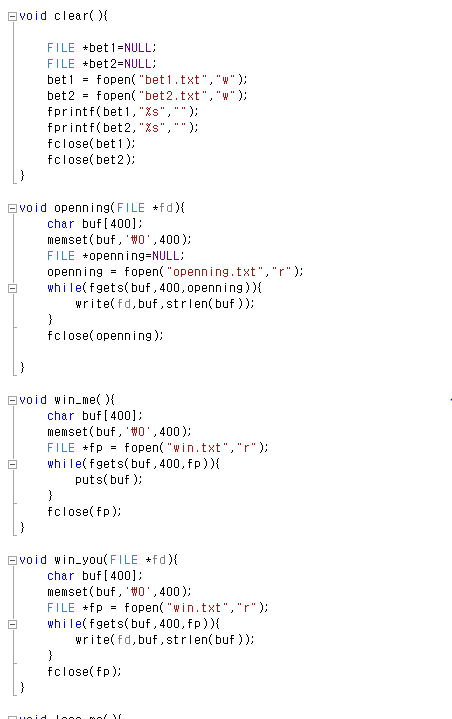 void clear(){
FILE *bet1=NULL;
FILE *bet2=NULL;
bet1 = fopen("bet1.txt","w");
bet2 = fopen("bet2.txt","w");
fprintf(bet1,"%s","");
fprintf(bet2,"%s","");
fclose(bet1);
fclose(bet2);
}
void openning(FILE *fd){
char buf[400];
memset(buf,'₩0',400);
FILE *openning=NULL;
openning = fopen("openning.txt","r");
while(fgets(buf,400,openning)){
write(fd,buf,strlen(buf));
}
fclose(openning);
}
void win_me(){
char buf[400];
memset(buf,'₩0',400);
FILE *fp = fopen("win.txt","r");
while(fgets(buf,400,fp)){
puts(buf);
}
fclose(fp);
}
void win_you(FILE *fd){
char buf[400];
memset(buf,'₩0',400);
FILE *fp = fopen("win.txt","r");
while(fgets(buf,400,fp)){
write(fd,buf,strlen(buf));
}
fclose(fp);
}